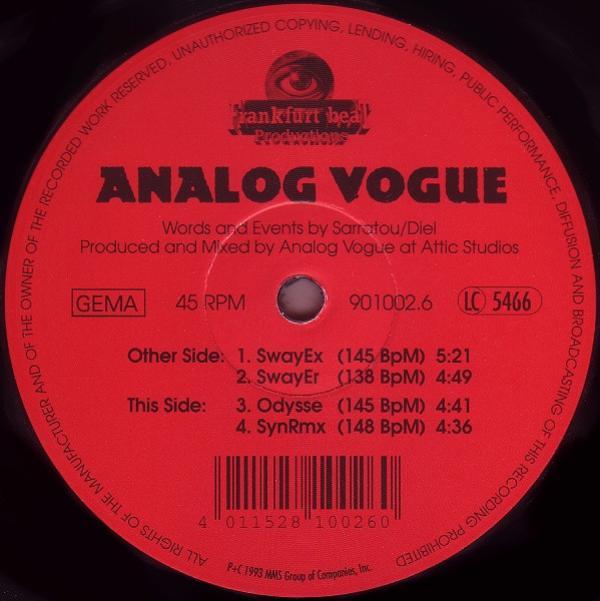 ALL RIGHTS OF THE MANUFACTURER AND OF THE OWNER OF THE RECORDED WORK RESERVED, UNAUTHORIZED COPYING, LENDING, HIRING, PUBLIC PERFORMANCE, DIFFUSION AND BROADCASTING OF THIS RECORDING PROHIBITED
rankfurt beat
Productions
ANALOG VOGUE
Words and Events by Sarratou/Diel
Produced and Mixed by Analog Vogue at Attic Studios
GEMA 45 RPM 901002.6 LC 5466
Other Side: 1. SwayEx (145 BpM) 5:21
2. SwayEr (138 BpM) 4:49
This Side: 3. Odysse (145 BpM) 4:41
4. SynRmx (148 BpM) 4:36
4 011528 100260
P+C 1993 MMS Group of Companies, Inc.